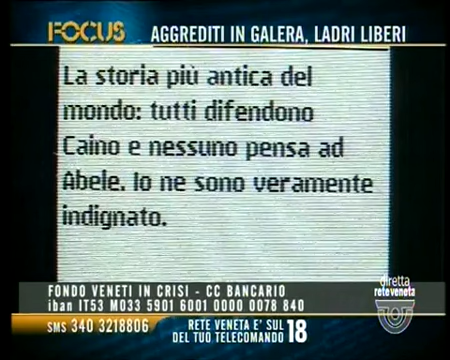 FOCUS AGGREDITI IN GALERA, LADRI LIBERI
La storia più antica del
mondo: tutti difendono
Caino e nessuno pensa ad
Abele. Io ne sono veramente
indignato.
diretta
reteveneta
FONDO VENETI IN CRISI - CC BANCARIO
iban IT53 M033 5901 6001 0000 0078 840
SMS 340 3218806
RETE VENETA E' SUL 18
DEL TUO TELECOMANDO